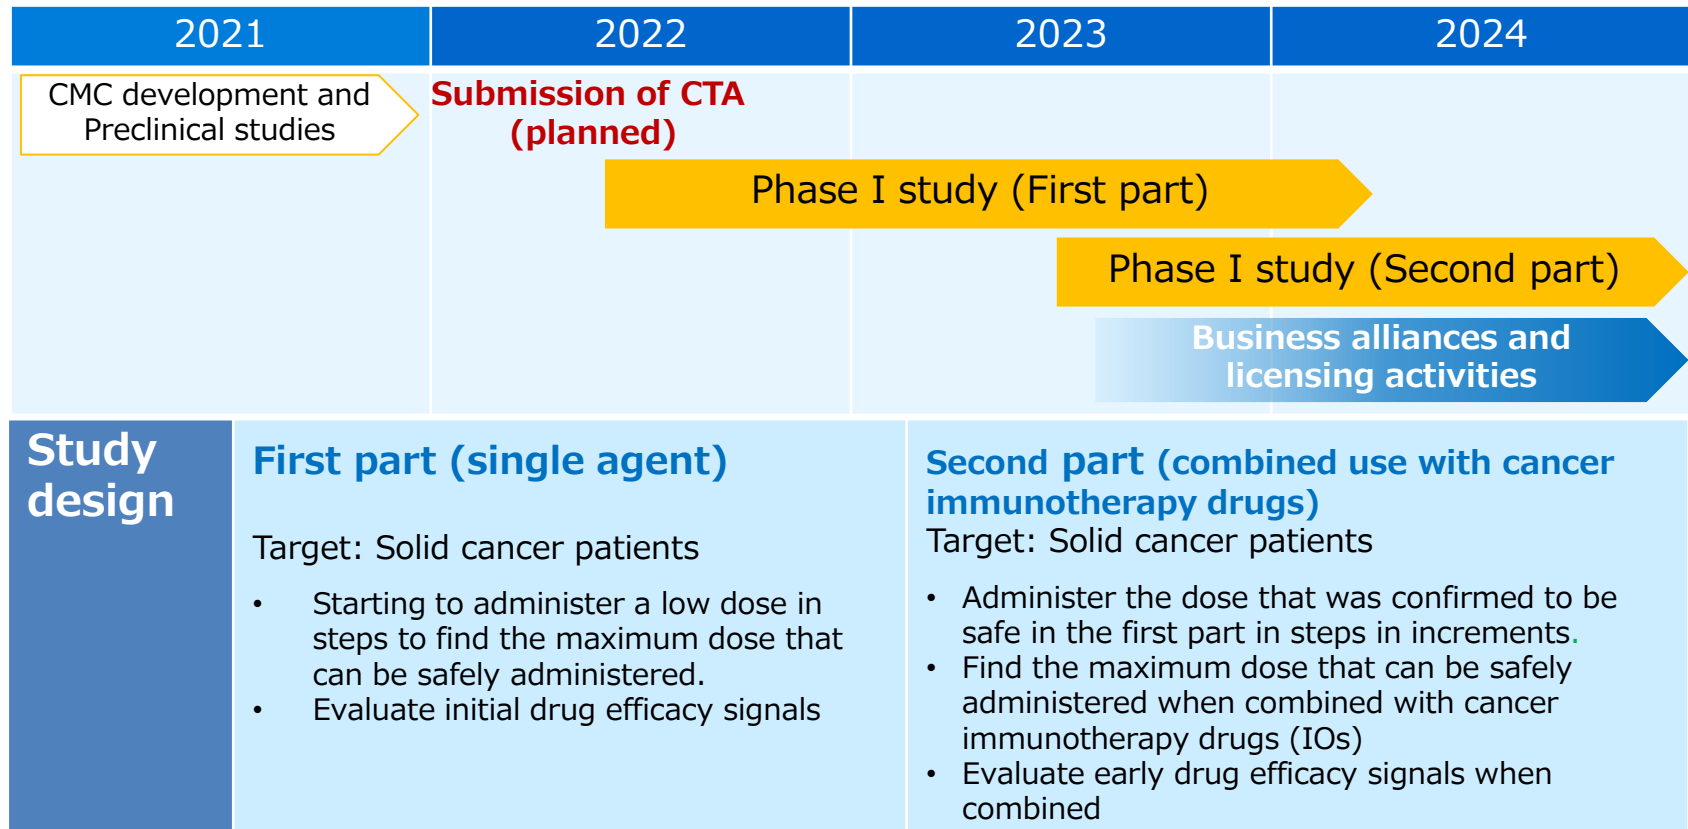 2021
2022
2023
2024
CMC development and
Preclinical studies
Submission of CTA
(planned)
Phase I study (First part)
Phase I study (Second part)
Business alliances and
licensing activities
Study
design
First part (single agent)
Target: Solid cancer patients
• Starting to administer a low dose in
steps to find the maximum dose that
can be safely administered.
• Evaluate initial drug efficacy signals
Second part (combined use with cancer
immunotherapy drugs)
Target: Solid cancer patients
• Administer the dose that was confirmed to be
safe in the first part in steps in increments.
• Find the maximum dose that can be safely
administered when combined with cancer
immunotherapy drugs (IOs)
• Evaluate early drug efficacy signals when
combined